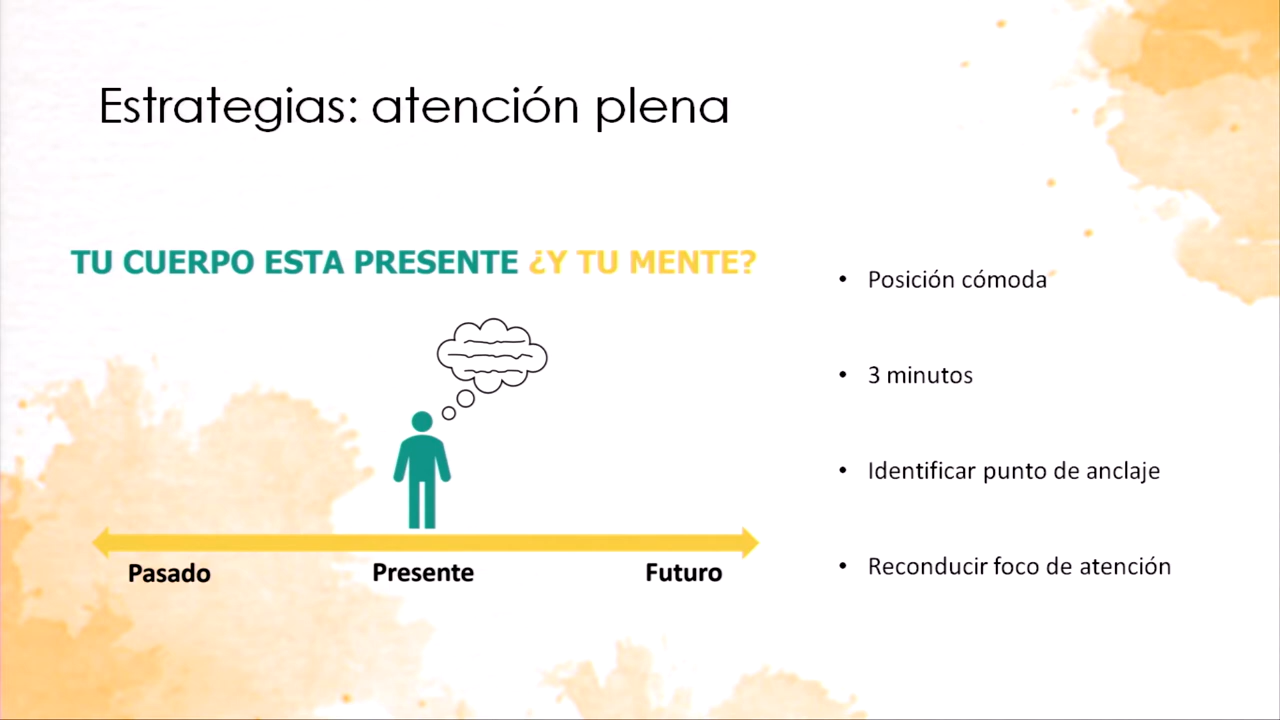 Estrategias: atención plena
TU CUERPO ESTA PRESENTE ¿Y TU MENTE?
Pasado
Presente
Futuro
• Posición cómoda
• 3 minutos
• Identificar punto de anclaje
• Reconducir foco de atención